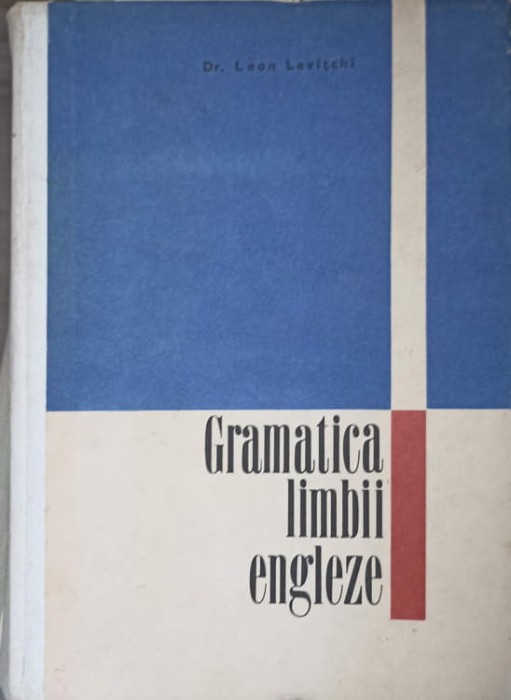 Dr. Leon Levițchi
Gramatica
limbii
engleze